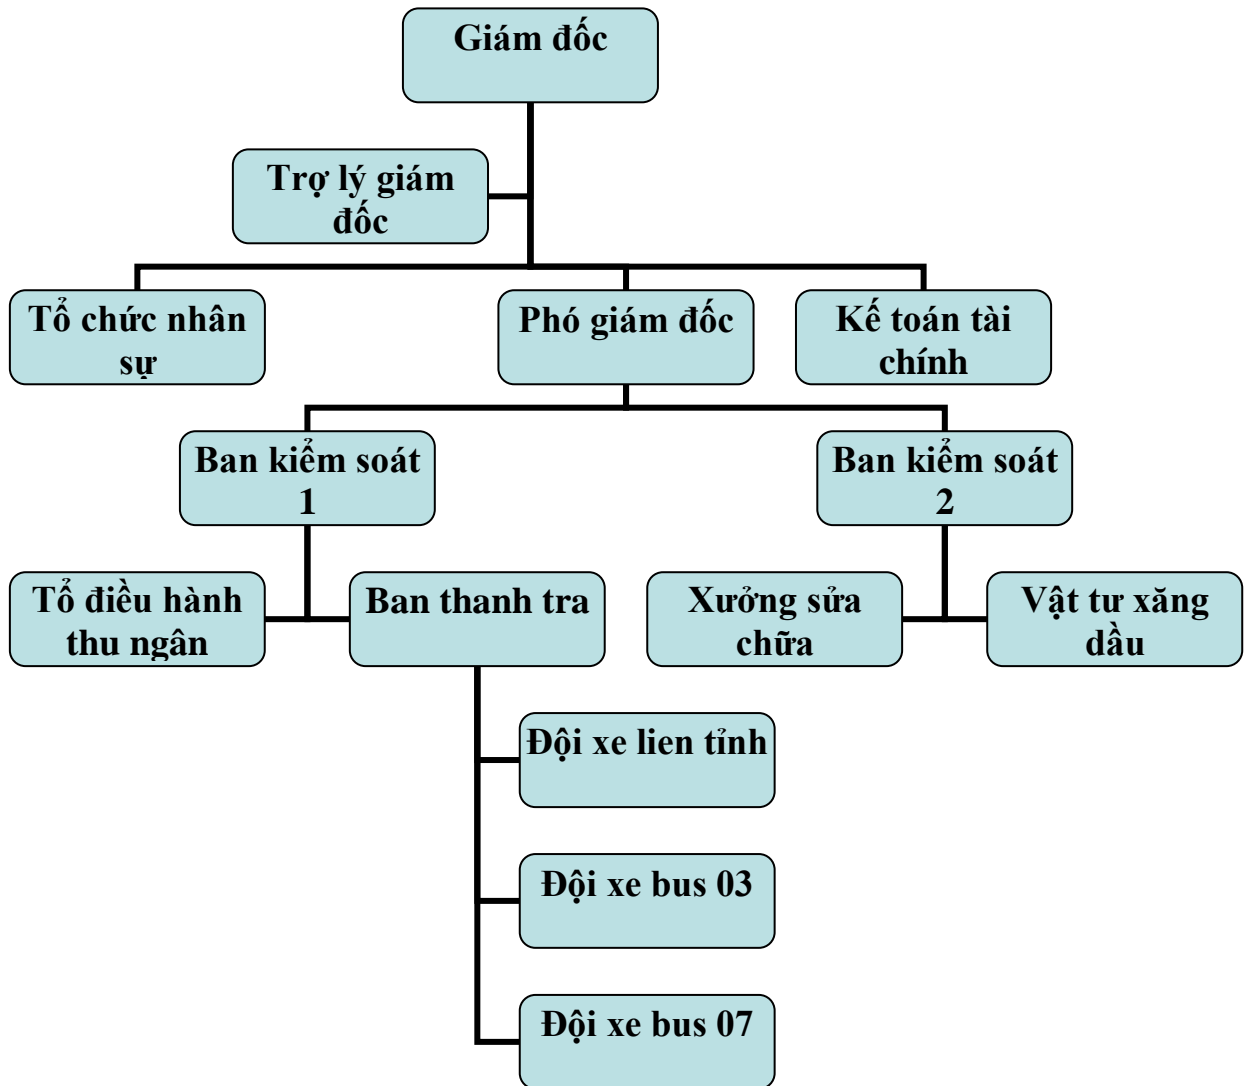 Giám đốc
Trợ lý giám
đốc
Tổ chức nhân
sự
Phó giám đốc
Kế toán tài
chính
Ban kiểm soát
1
Ban kiểm soát
2
Tổ điều hành
thu ngân
Ban thanh tra
Xưởng sửa
chữa
Vật tư xăng
dầu
Đội xe lien tỉnh
Đội xe bus 03
Đội xe bus 07